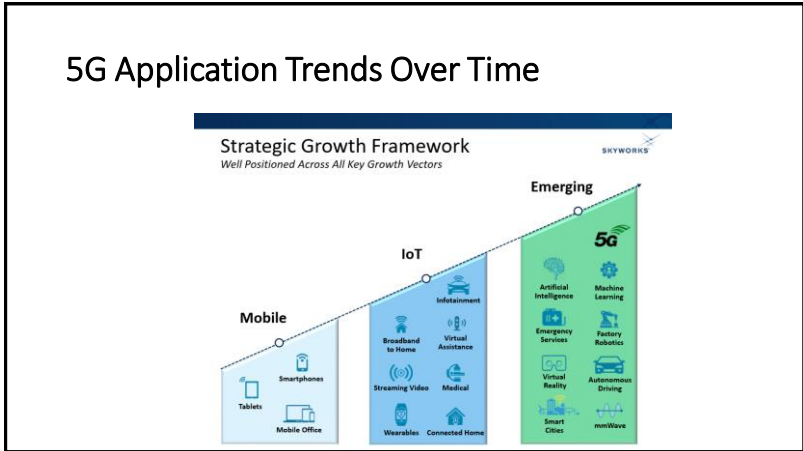 5G Application Trends Over Time
Strategic Growth Framework
Well Positioned Across All Key Growth Vectors
SKYWORKS
Mobile
Tablets
Smartphones
Mobile Office
IoT
Infotainment
Broadband
to Home
Virtual
Assistance
Streaming Video
Medical
Wearables
Connected Home
Emerging
5G
Artificial
Intelligence
Machine
Learning
Emergency
Services
Factory
Robotics
Virtual
Reality
Autonomous
Driving
Smart
Cities
mmWave